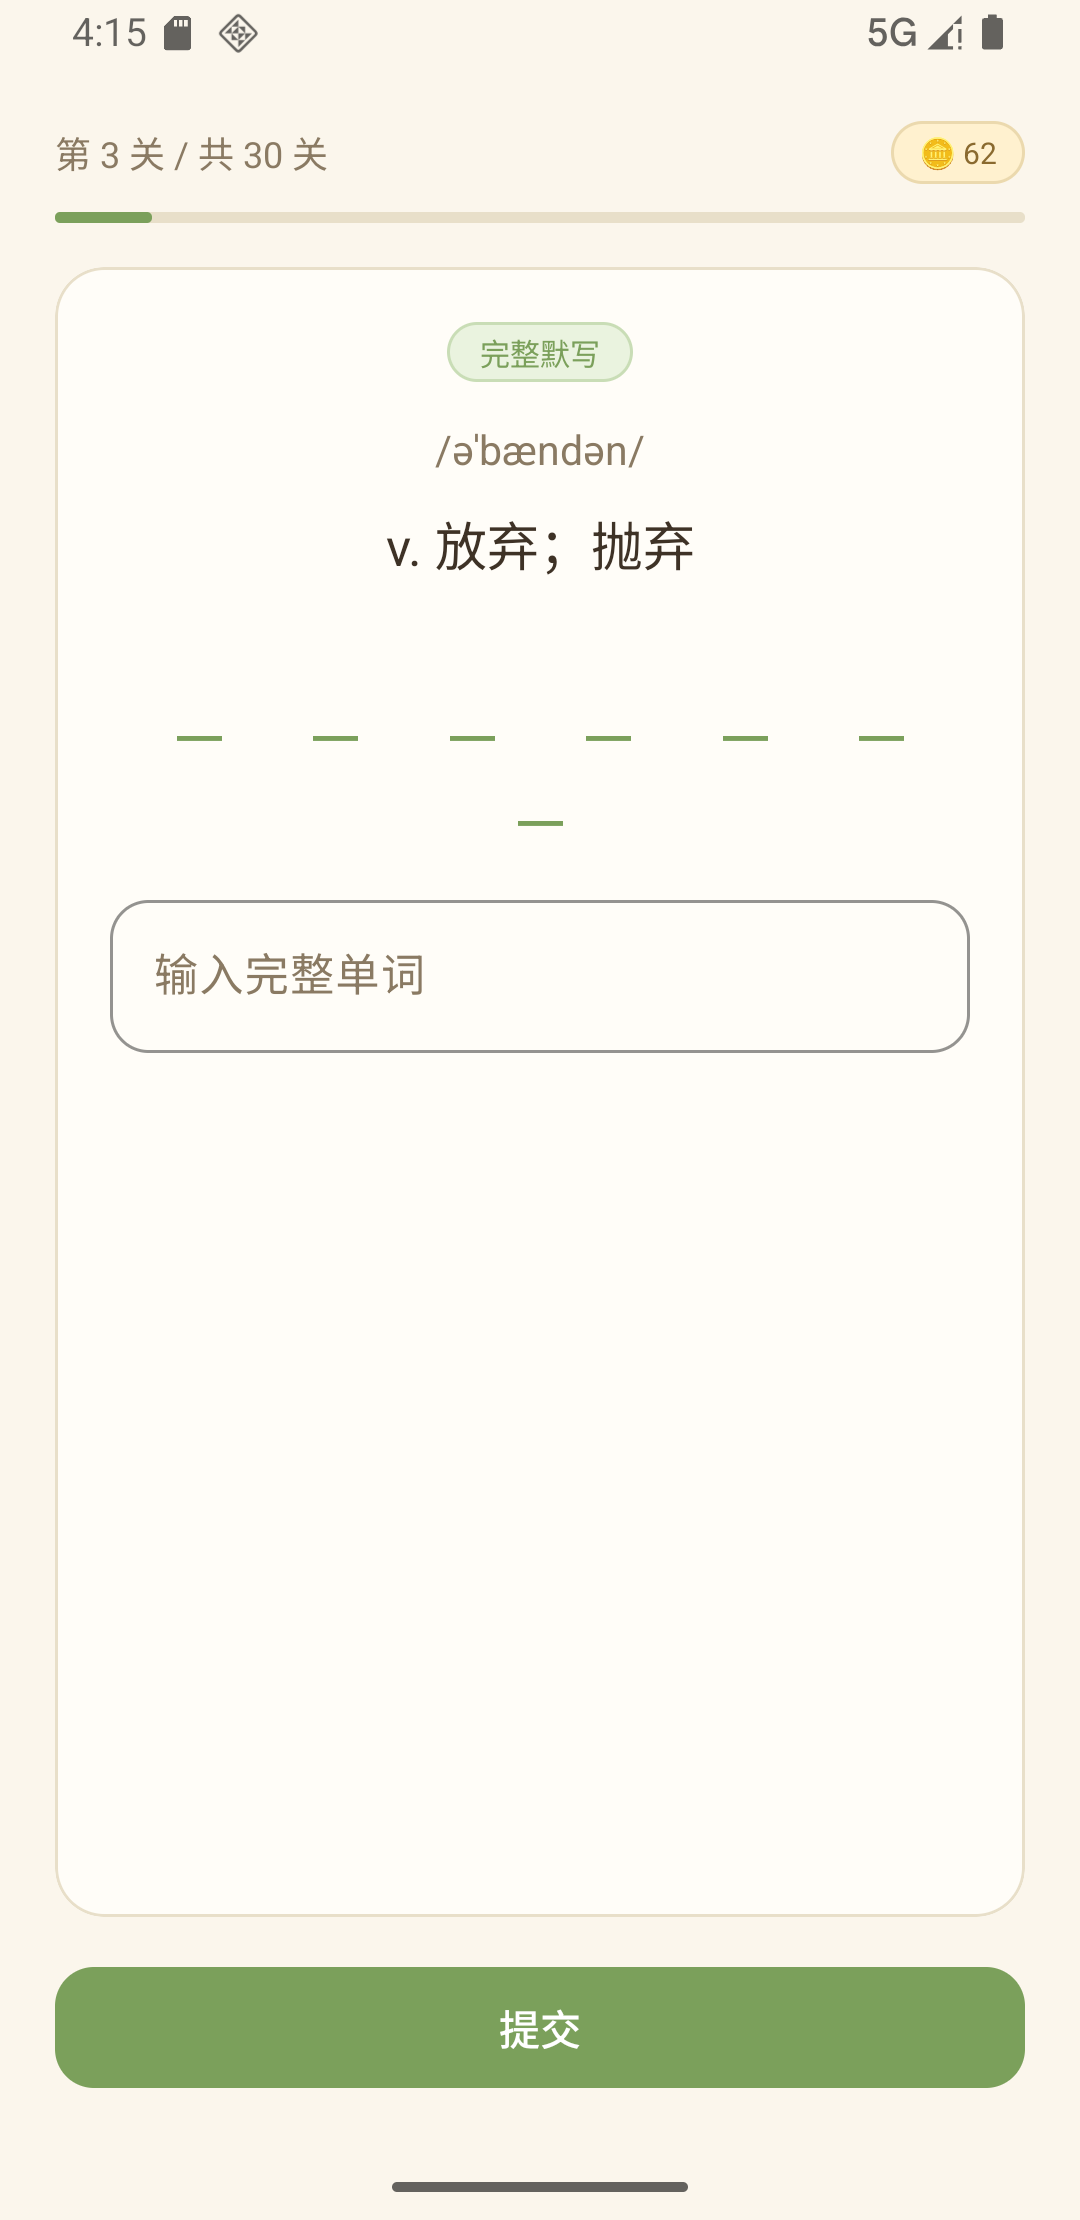 4:15
5G
第 3 关 / 共 30 关
62
完整默写
/əˈbændən/
v. 放弃；抛弃
_ _ _ _ _ _
_
输入完整单词
提交